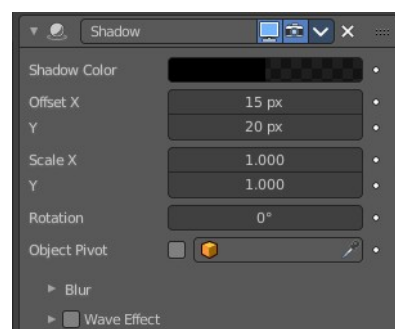 Shadow
Shadow Color
Offset X 15 px
Y 20 px
Scale X 1.000
Y 1.000
Rotation 0°
Object Pivot
Blur
Wave Effect